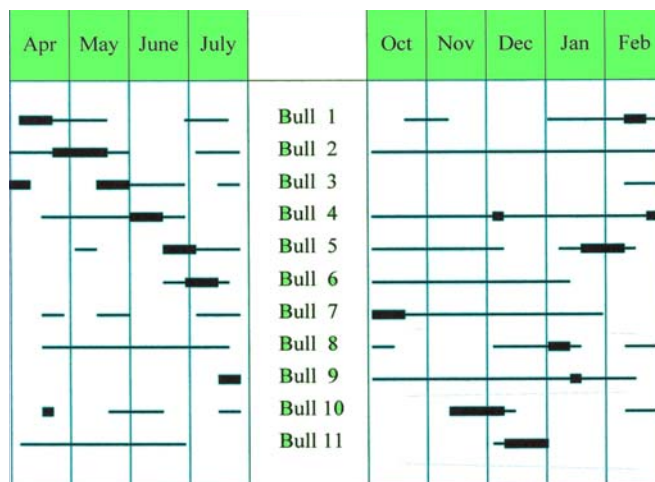 Apr May June July Oct Nov Dec Jan Feb
Bull 1
Bull 2
Bull 3
Bull 4
Bull 5
Bull 6
Bull 7
Bull 8
Bull 9
Bull 10
Bull 11